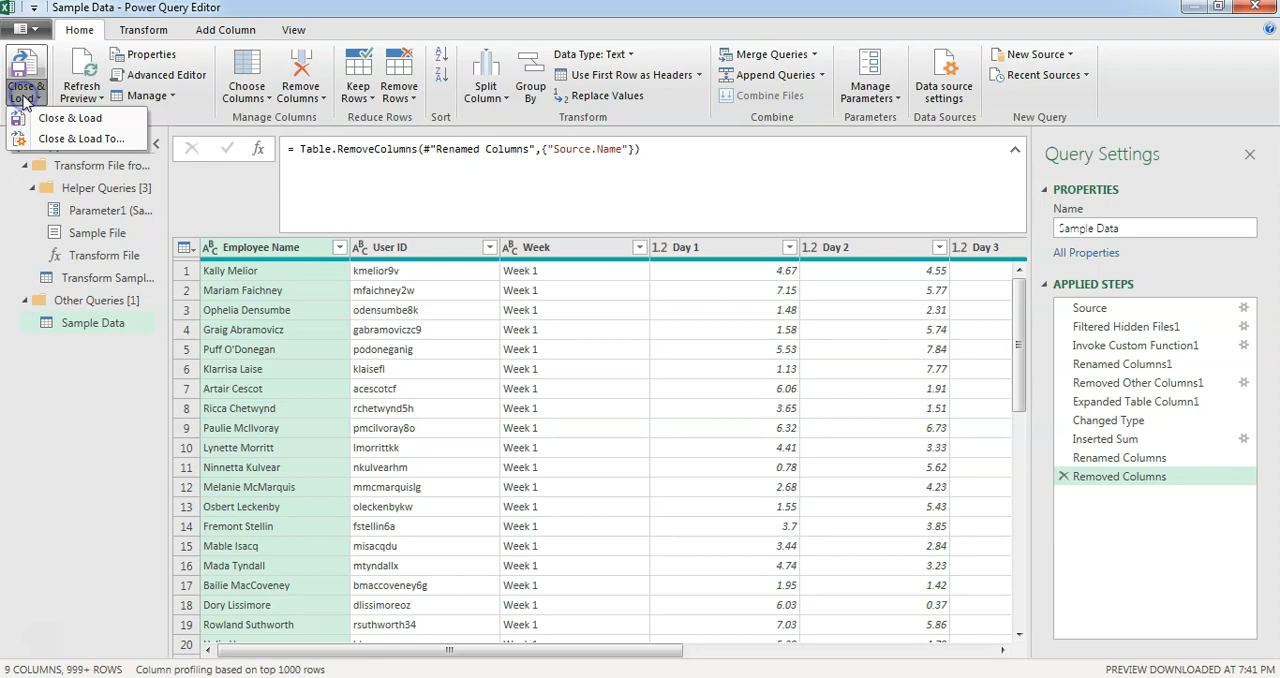 Sample Data - Power Query Editor
Home Transform Add Column View
Close & Load
Refresh Preview
Properties
Advanced Editor
Manage
Choose Columns
Remove Columns
Manage Columns
Keep Rows
Remove Rows
Reduce Rows
Sort
Split Column
Group By
Data Type: Text
Use First Row as Headers
Replace Values
Transform
Merge Queries
Append Queries
Combine Files
Combine
Manage Parameters
Parameters
Data source settings
Data Sources
New Source
Recent Sources
New Query
Close & Load
Close & Load To...
Transform File fro...
Helper Queries [3]
Parameter1 (Sa...
Sample File
Transform File
Transform Sampl...
Other Queries [1]
Sample Data
fx = Table.RemoveColumns(#"Renamed Columns",{"Source.Name"})
Employee Name User ID Week 1.2 Day 1 1.2 Day 2 1.2 Day 3
1 Kally Melior kmelior9v Week 1 4.67 4.55
2 Mariam Faichney mfaichney2w Week 1 7.15 5.77
3 Ophelia Densumbe odensumbe8k Week 1 1.48 2.31
4 Graig Abramovicz gabramoviczc9 Week 1 1.58 5.74
5 Puff O'Donegan podoneganig Week 1 5.53 7.84
6 Klarrisa Laise klaisefl Week 1 1.13 7.77
7 Artair Cescot acescotcf Week 1 6.06 1.91
8 Ricca Chetwynd rchetwynd5h Week 1 3.65 1.51
9 Paulie McIlvoray pmcilvoray8o Week 1 6.32 6.73
10 Lynette Morritt lmorrittkk Week 1 4.41 3.33
11 Ninnetta Kulvear nkulvearhm Week 1 0.78 5.62
12 Melanie McMarquis mmcmarquislg Week 1 2.68 4.23
13 Osbert Leckenby oleckenbykw Week 1 1.55 5.43
14 Fremont Stellin fstellin6a Week 1 3.7 3.85
15 Mable Isacq misacqdu Week 1 3.44 2.84
16 Mada Tyndall mtyndallx Week 1 4.74 3.23
17 Bailie MacCoveney bmaccoveney6g Week 1 1.95 1.42
18 Dory Lissimore dlissimoreoz Week 1 6.03 0.37
19 Rowland Suthworth rsuthworth34 Week 1 7.03 5.86
20
Query Settings
PROPERTIES
Name
Sample Data
All Properties
APPLIED STEPS
Source
Filtered Hidden Files1
Invoke Custom Function1
Renamed Columns1
Removed Other Columns1
Expanded Table Column1
Changed Type
Inserted Sum
Renamed Columns
Removed Columns
9 COLUMNS, 999+ ROWS Column profiling based on top 1000 rows
PREVIEW DOWNLOADED AT 7:41 PM